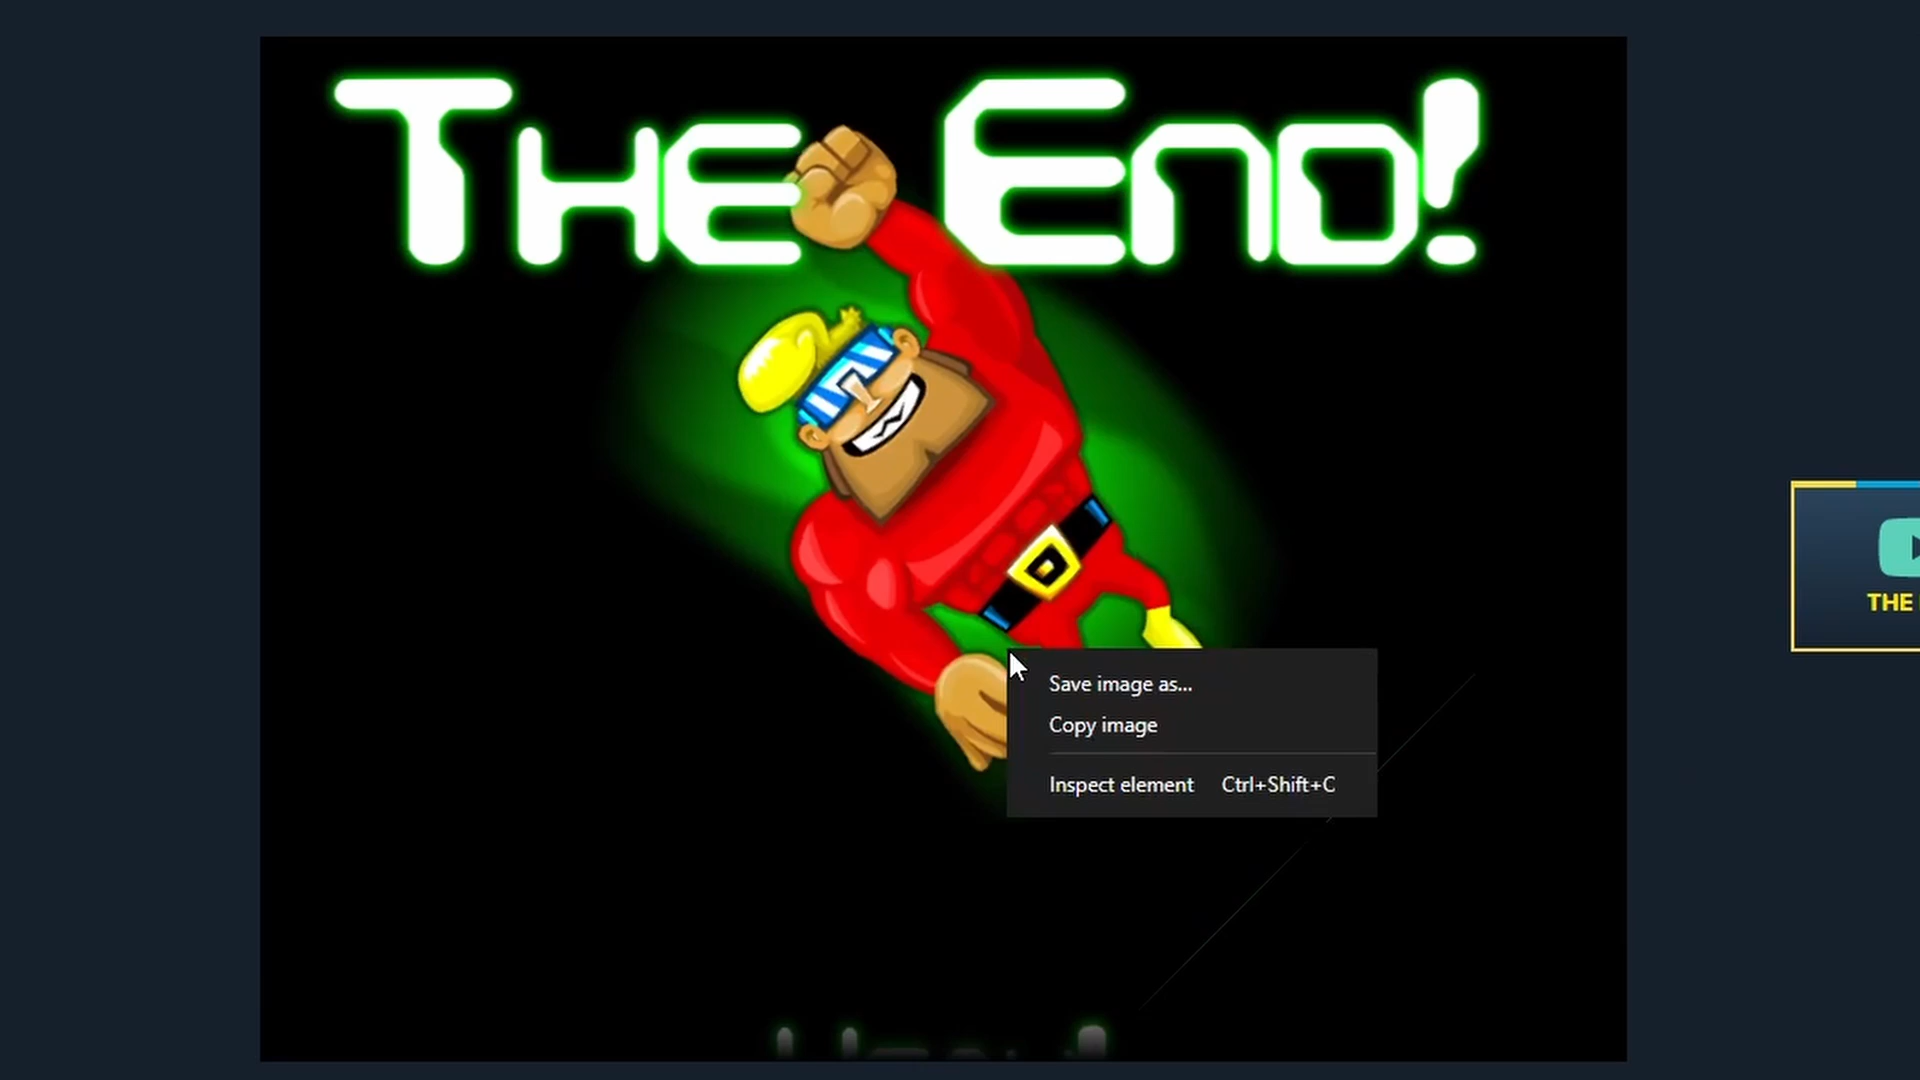 The End!
THE
Save image as...
Copy image
Inspect element Ctrl+Shift+C